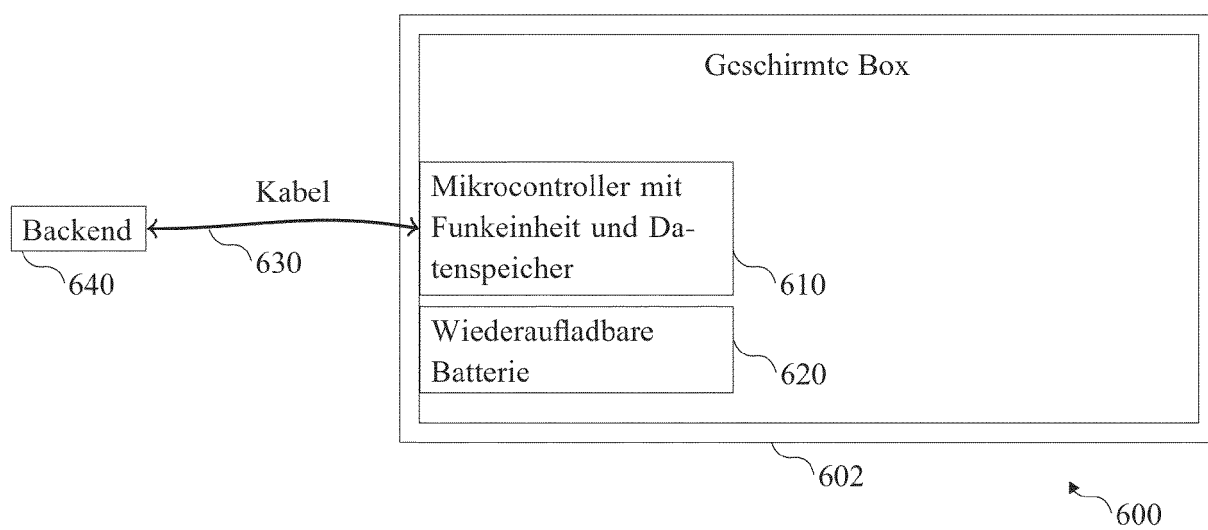 Geschirmte Box
Kabel
Backend
640
630
Mikrocontroller mit
Funkeinheit und Da-
tenspeicher
610
Wiederaufladbare
Batterie
620
602
600